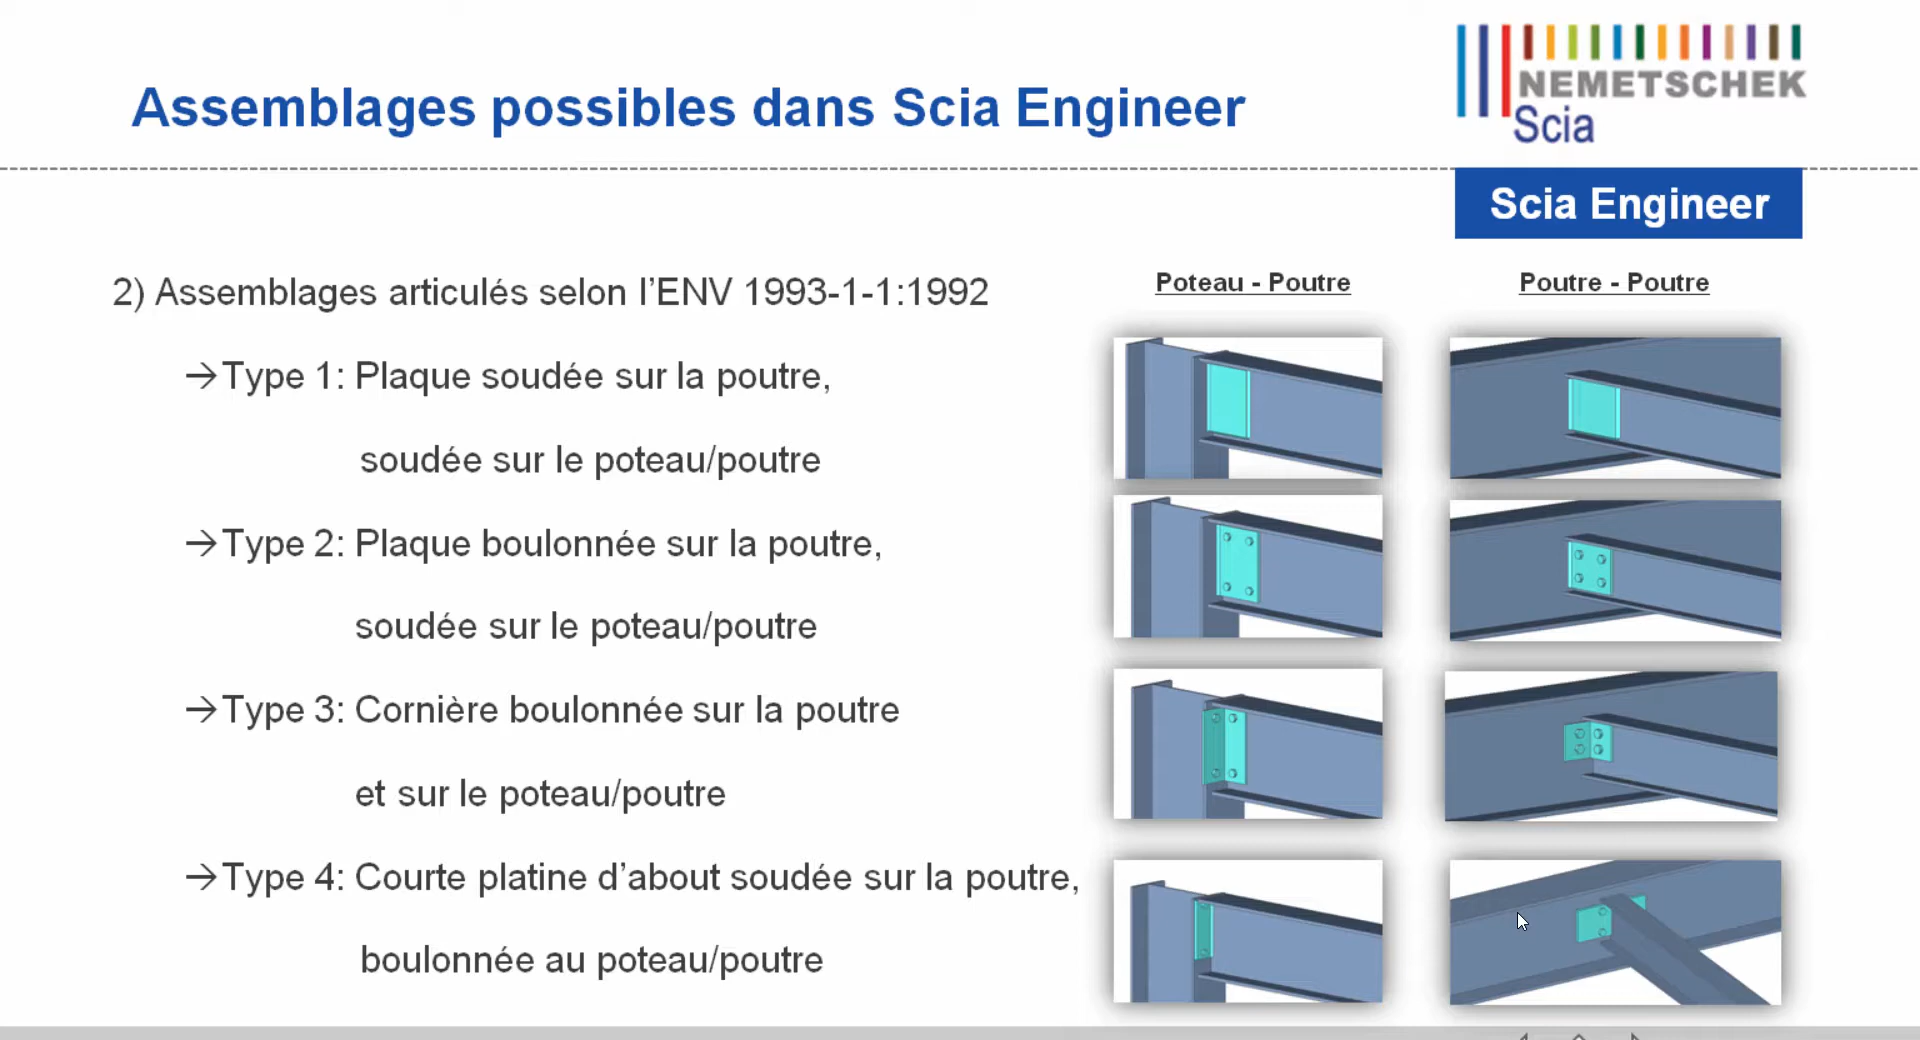 Assemblages possibles dans Scia Engineer
NEMETSCHEK
Scia
Scia Engineer
2) Assemblages articulés selon l'ENV 1993-1-1:1992
Poteau - Poutre
Poutre - Poutre
→Type 1: Plaque soudée sur la poutre,
soudée sur le poteau/poutre
→Type 2: Plaque boulonnée sur la poutre,
soudée sur le poteau/poutre
→Type 3: Cornière boulonnée sur la poutre
et sur le poteau/poutre
→Type 4: Courte platine d'about soudée sur la poutre,
boulonnée au poteau/poutre